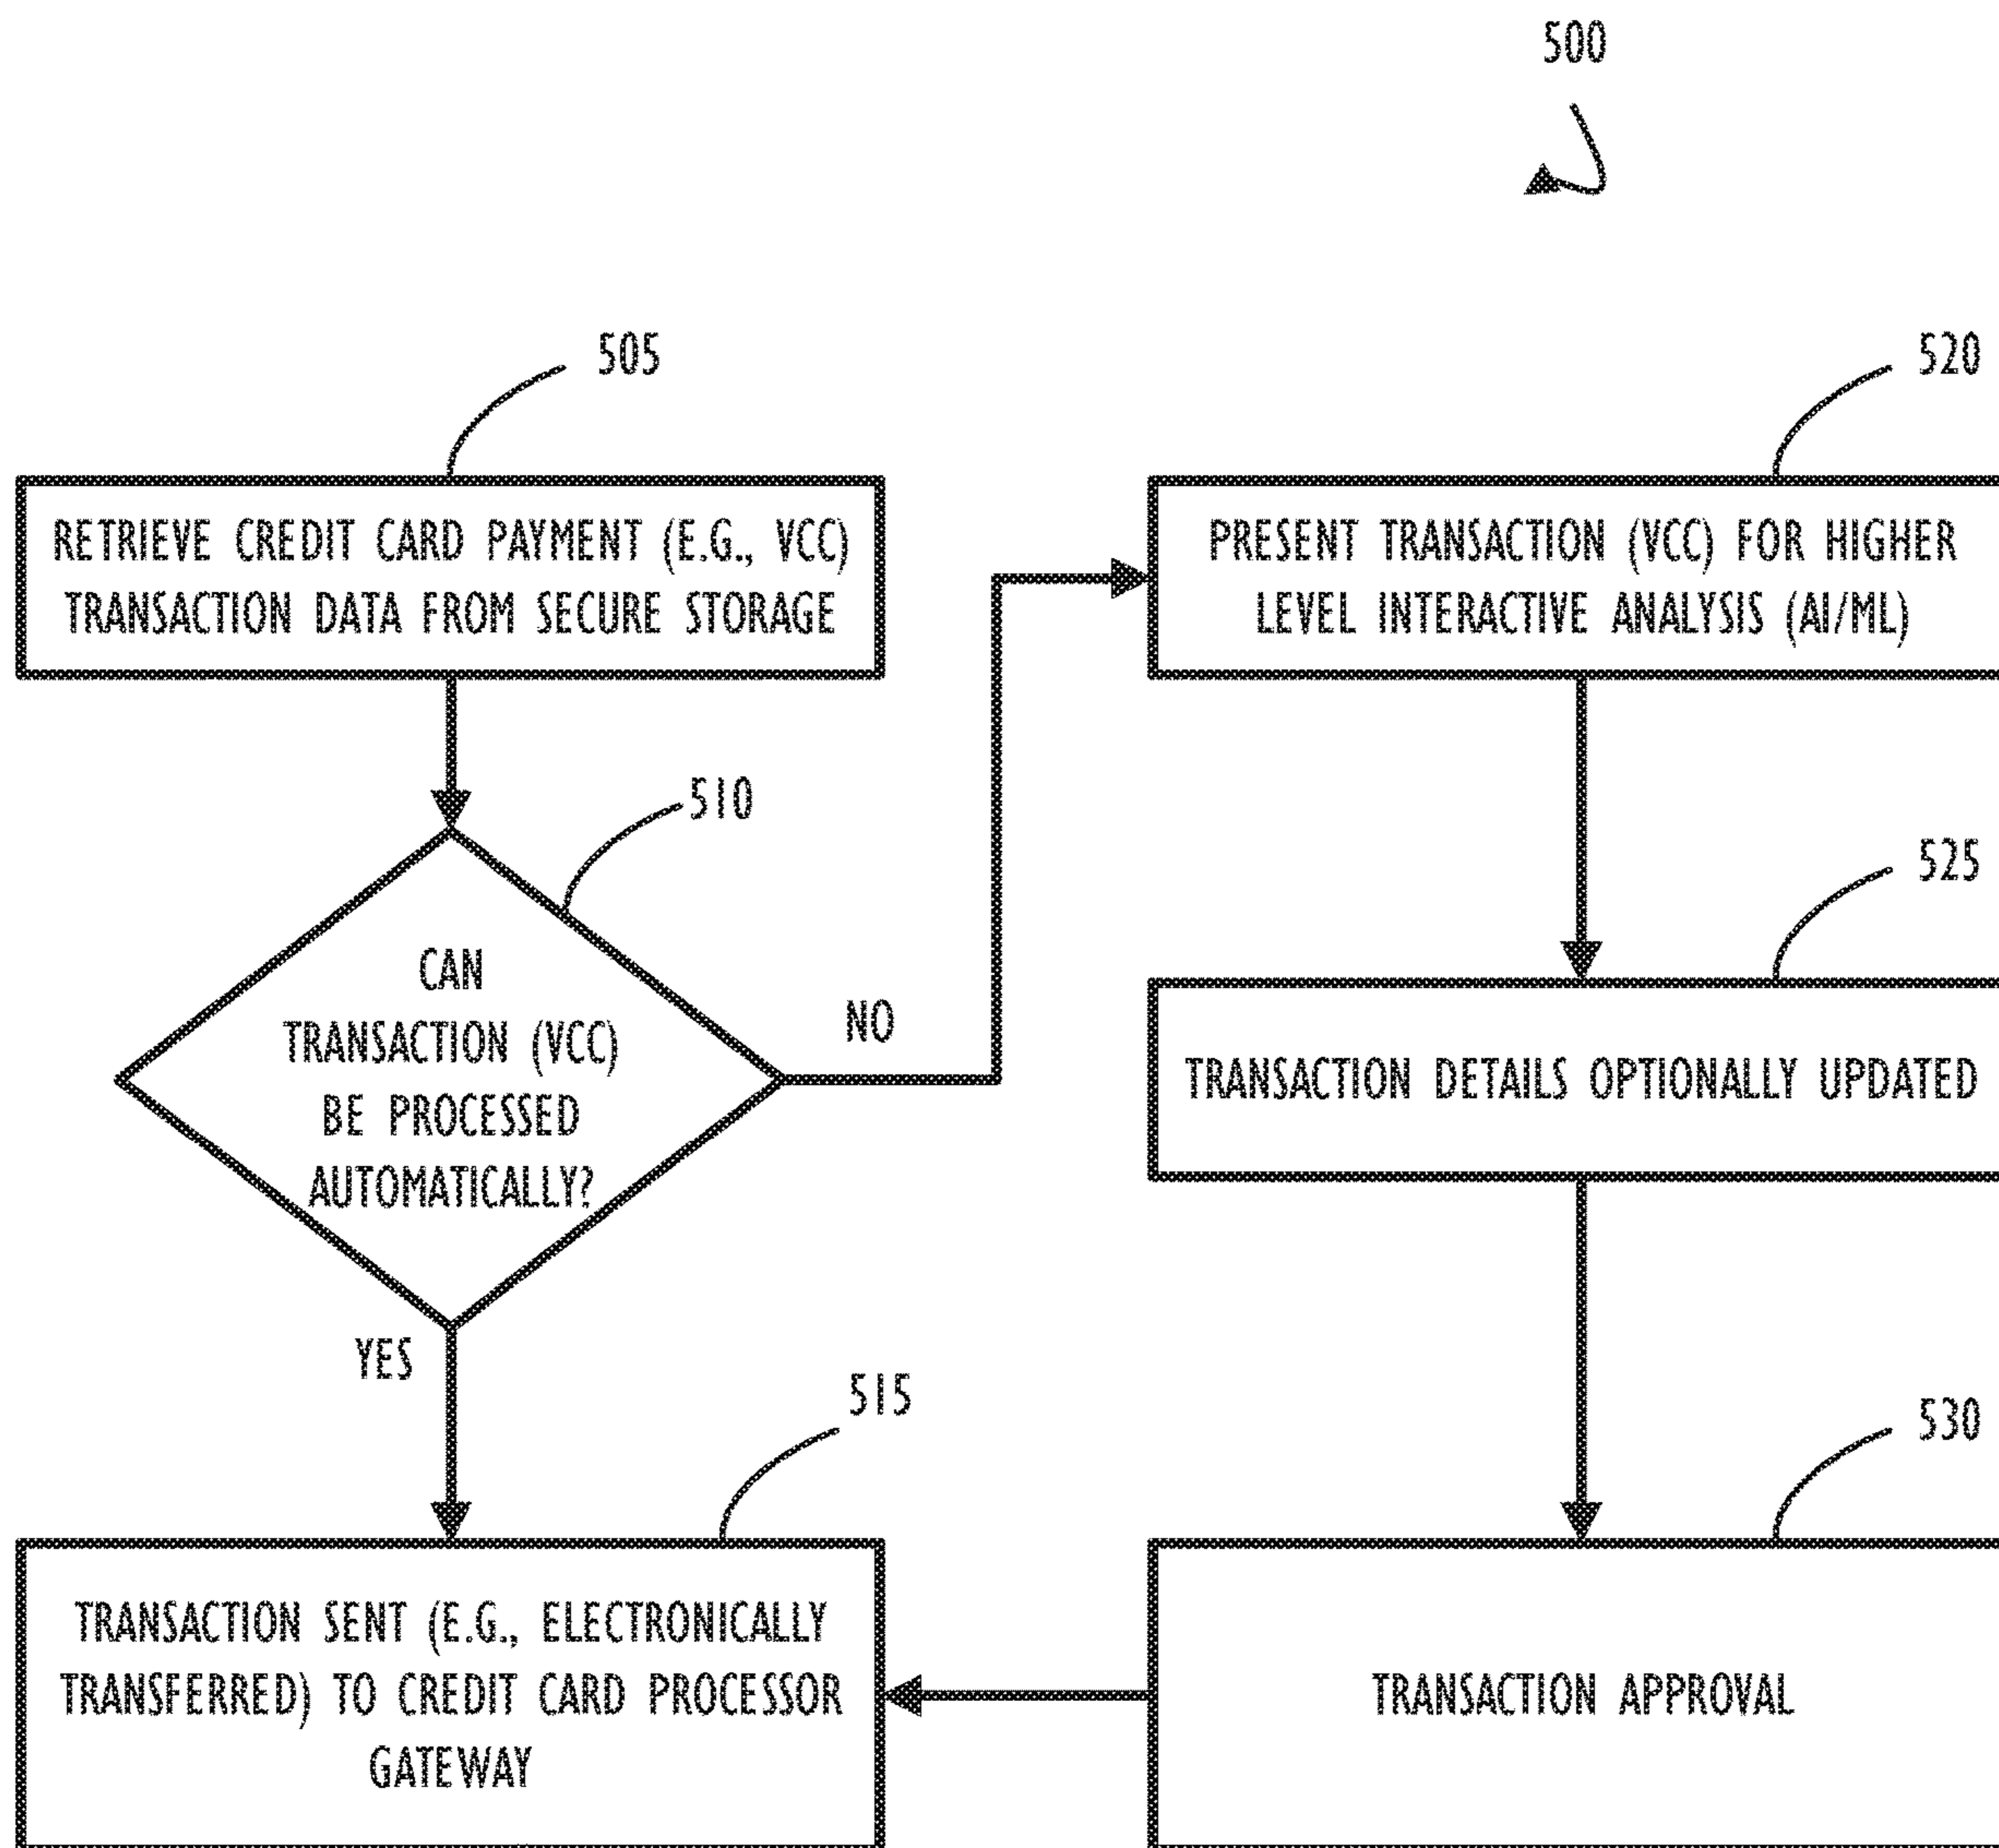 500
505
RETRIEVE CREDIT CARD PAYMENT (E.G., VCC)
TRANSACTION DATA FROM SECURE STORAGE
510
CAN
TRANSACTION (VCC)
BE PROCESSED
AUTOMATICALLY?
NO
YES
515
TRANSACTION SENT (E.G., ELECTRONICALLY
TRANSFERRED) TO CREDIT CARD PROCESSOR
GATEWAY
520
PRESENT TRANSACTION (VCC) FOR HIGHER
LEVEL INTERACTIVE ANALYSIS (AI/ML)
525
TRANSACTION DETAILS OPTIONALLY UPDATED
530
TRANSACTION APPROVAL